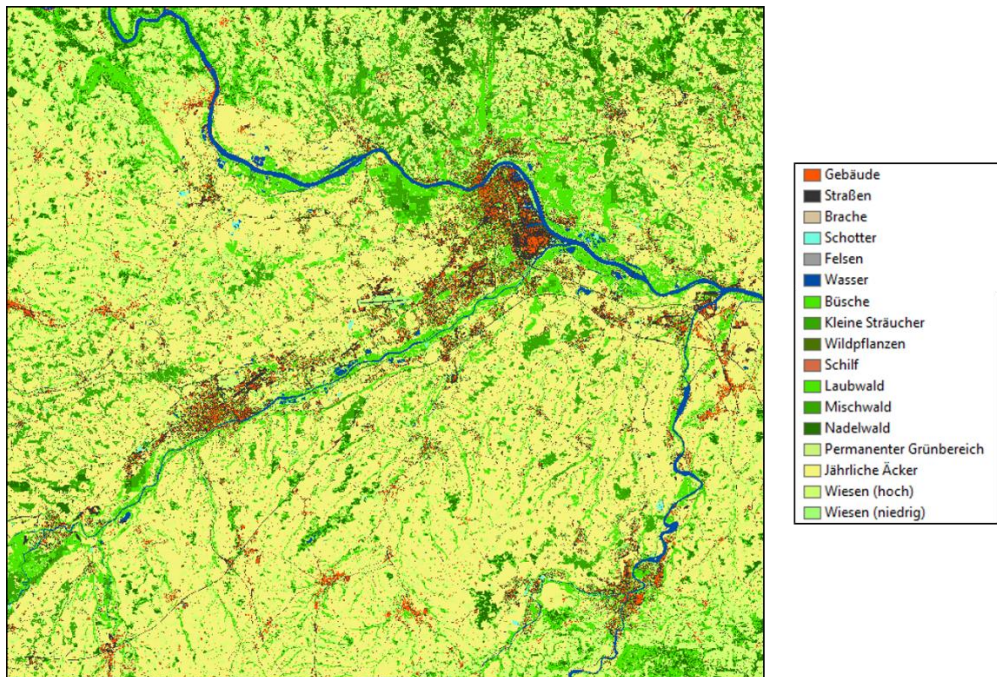 Gebäude
Straßen
Brache
Schotter
Felsen
Wasser
Büsche
Kleine Sträucher
Wildpflanzen
Schilf
Laubwald
Mischwald
Nadelwald
Permanenter Grünbereich
Jährliche Äcker
Wiesen (hoch)
Wiesen (niedrig)